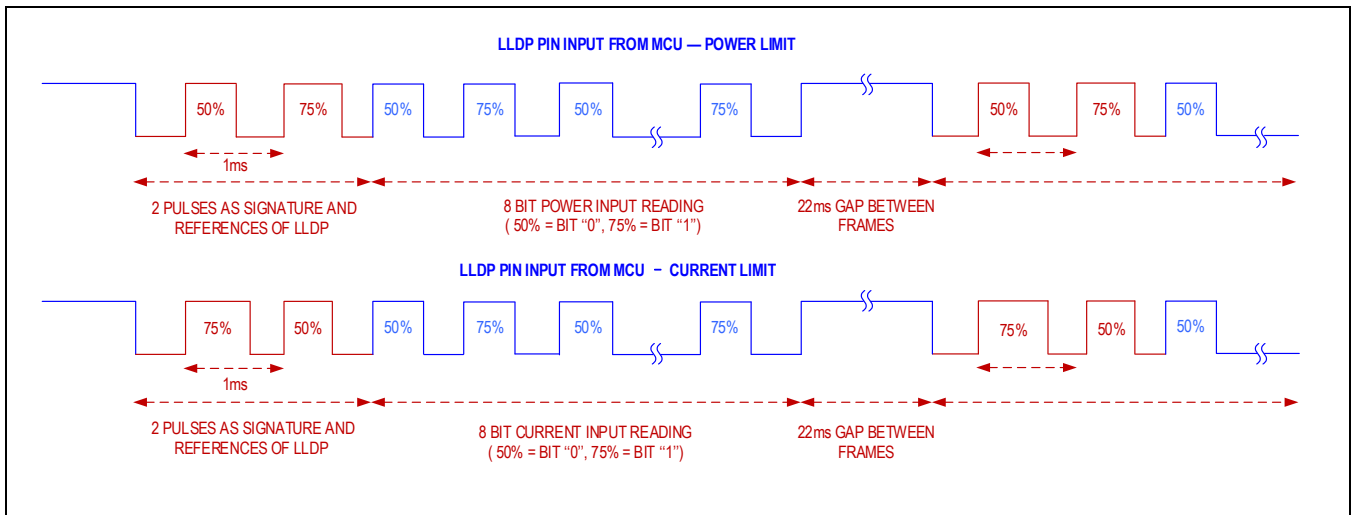 LLDP PIN INPUT FROM MCU — POWER LIMIT
50% 75% 50% 75% 50% 75% 50% 75% 50%
1ms
2 PULSES AS SIGNATURE AND
REFERENCES OF LLDP
8 BIT POWER INPUT READING
( 50% = BIT “0”, 75% = BIT “1”)
22ms GAP BETWEEN
FRAMES
LLDP PIN INPUT FROM MCU – CURRENT LIMIT
75% 50% 50% 75% 50% 75% 75% 50% 50%
1ms
2 PULSES AS SIGNATURE AND
REFERENCES OF LLDP
8 BIT CURRENT INPUT READING
( 50% = BIT “0”, 75% = BIT “1”)
22ms GAP BETWEEN
FRAMES